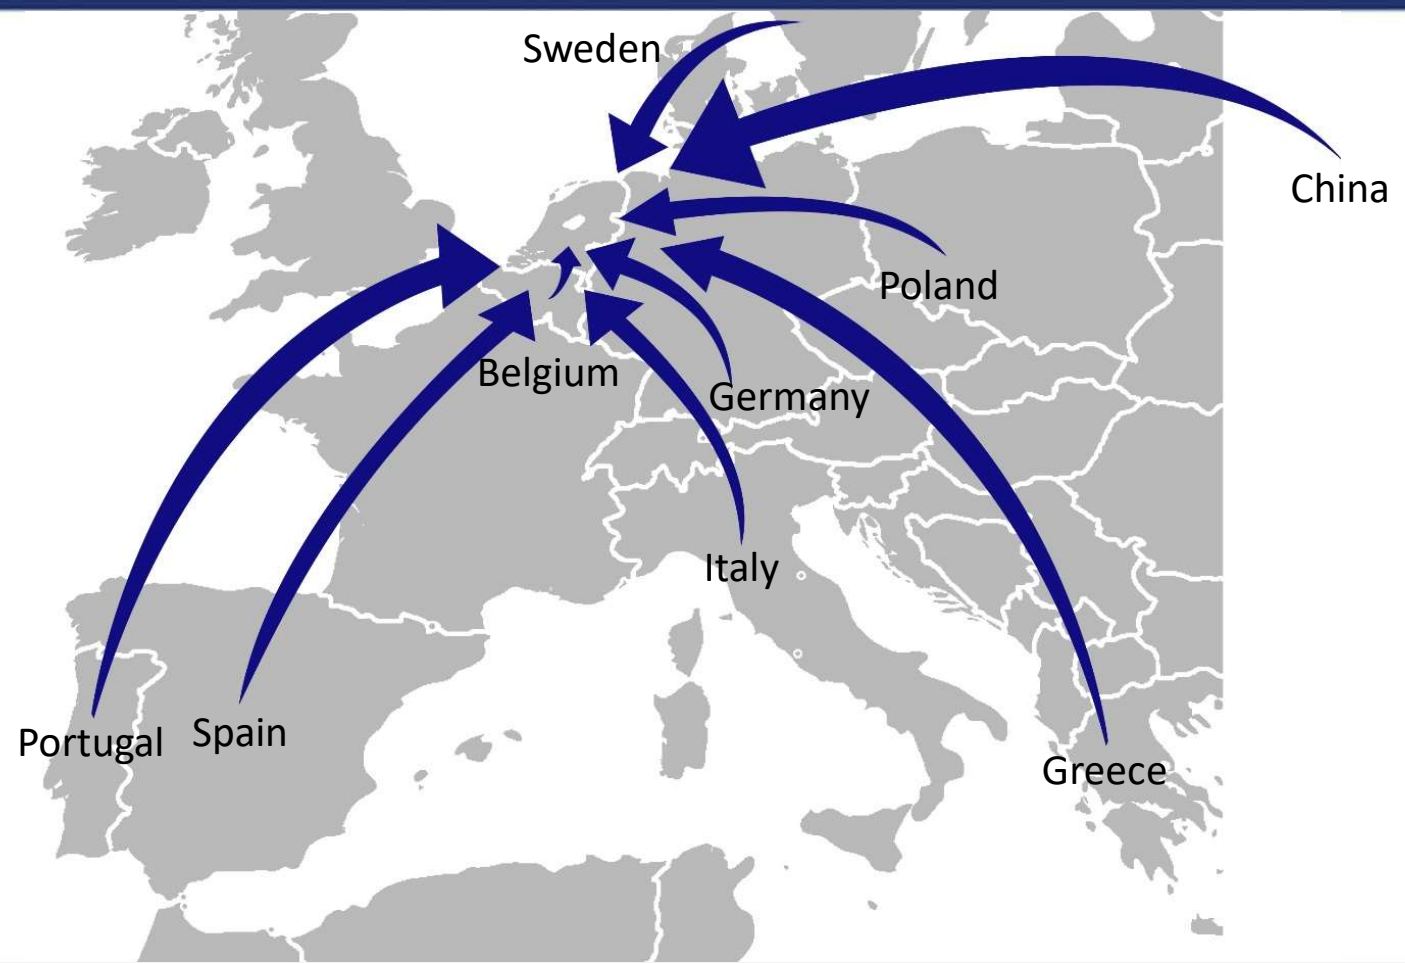 Sweden
China
Poland
Belgium
Germany
Italy
Portugal
Spain
Greece